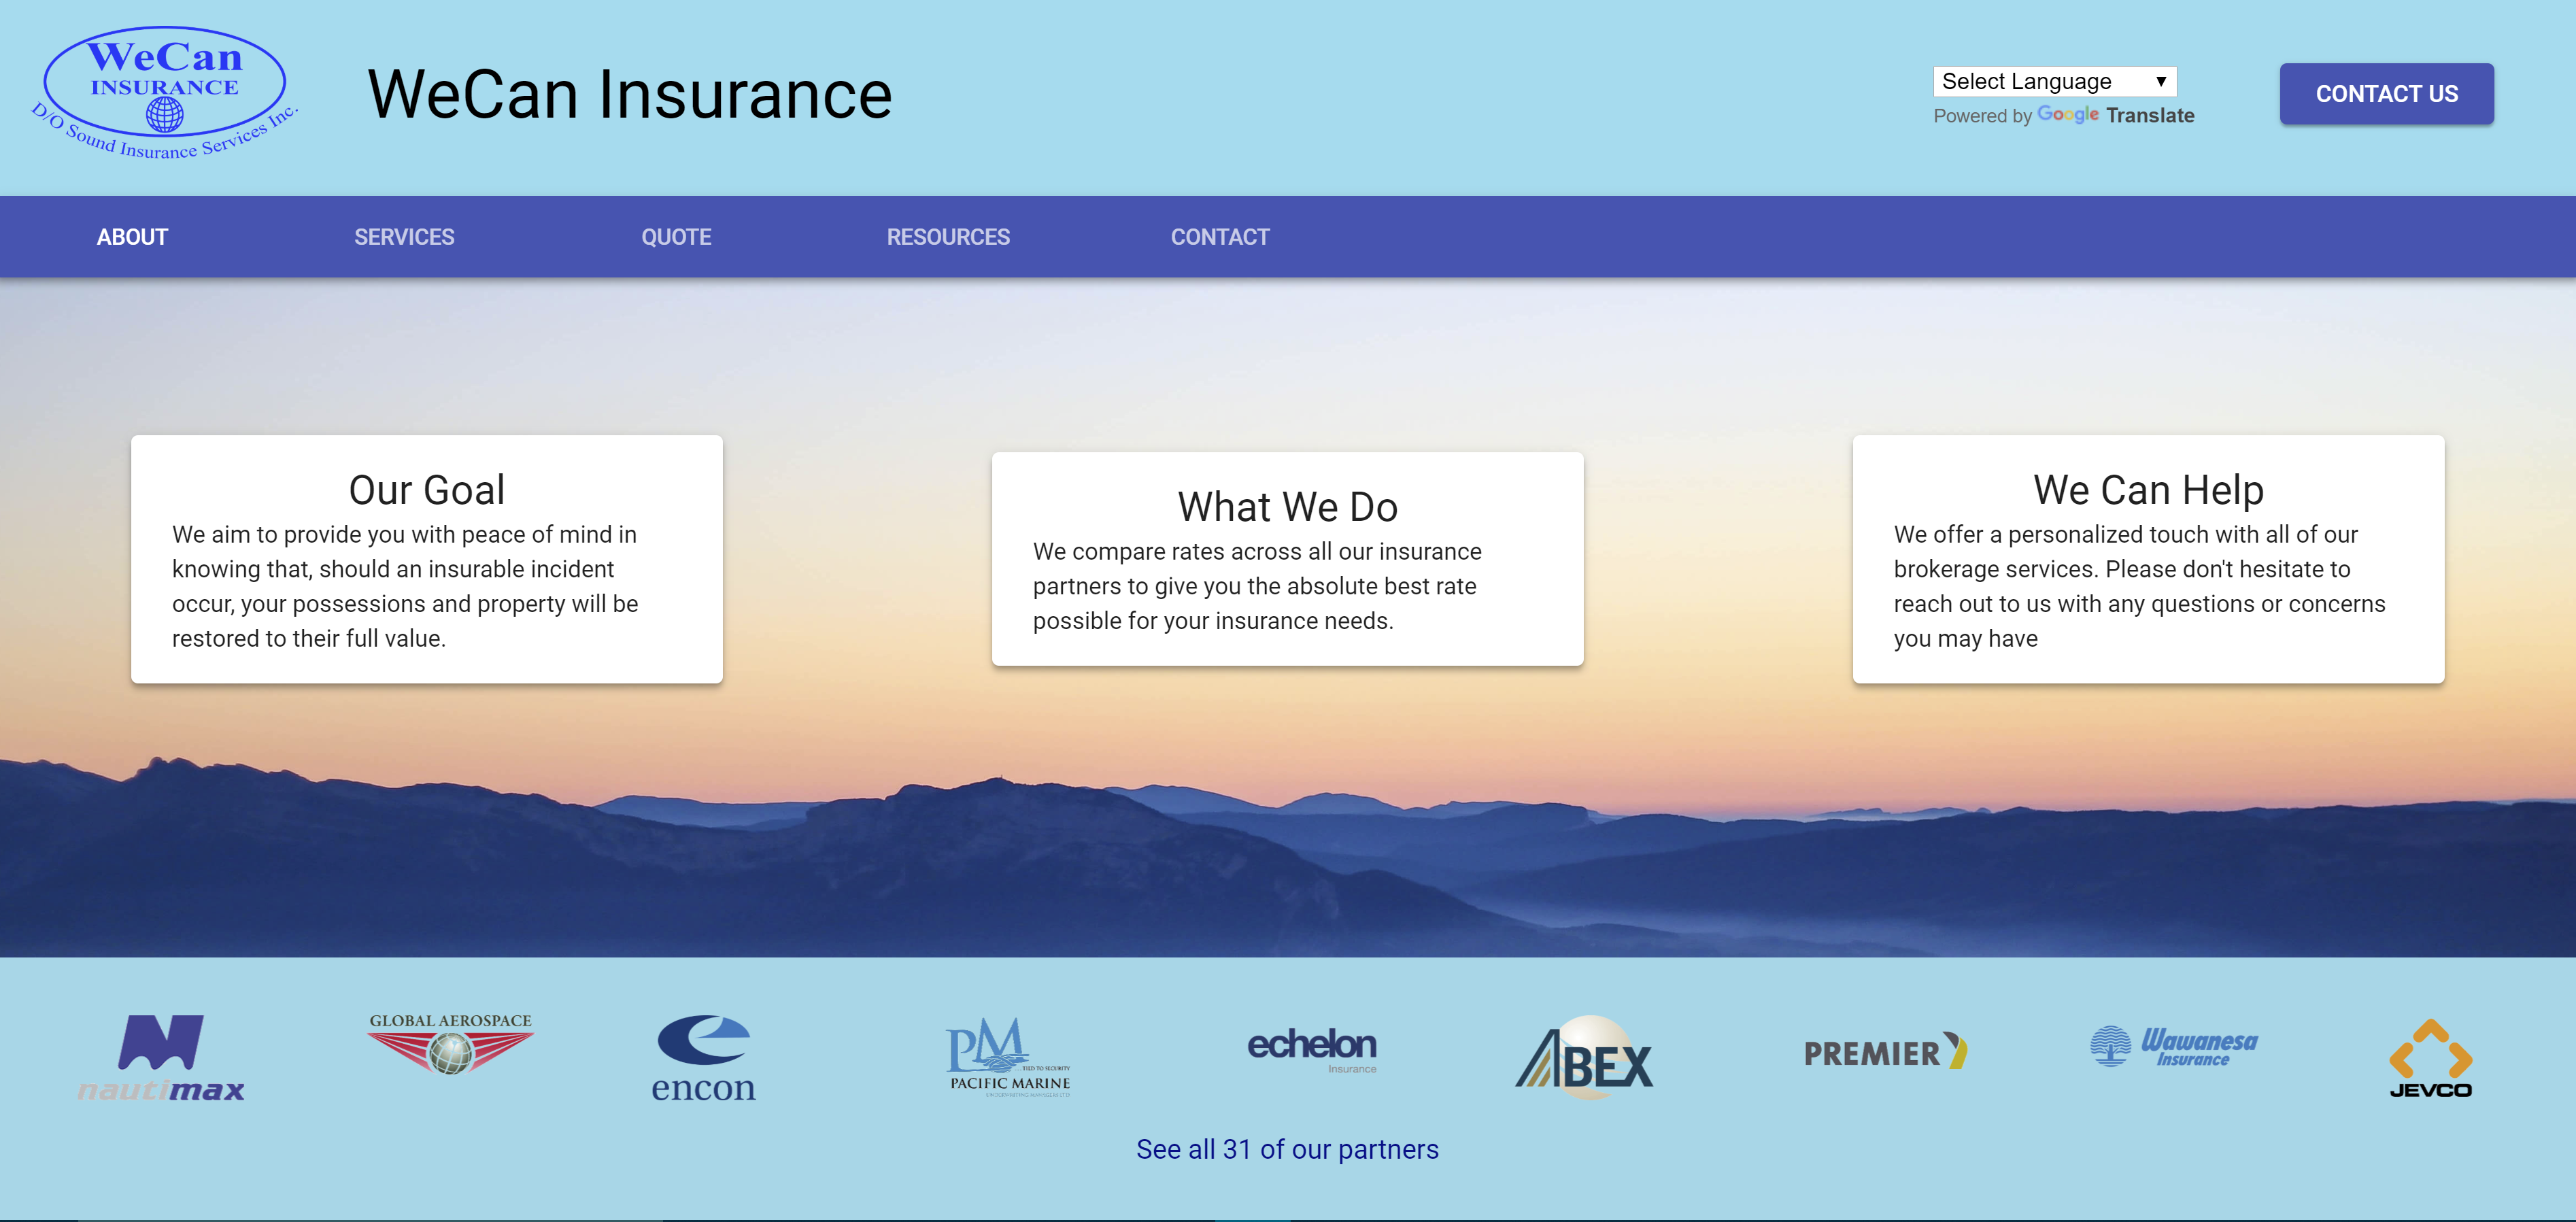 WeCan
INSURANCE
D/O Sound Insurance Services Inc.
WeCan Insurance
Select Language ▼
Powered by Google Translate
CONTACT US
ABOUT
SERVICES
QUOTE
RESOURCES
CONTACT
Our Goal
We aim to provide you with peace of mind in
knowing that, should an insurable incident
occur, your possessions and property will be
restored to their full value.
What We Do
We compare rates across all our insurance
partners to give you the absolute best rate
possible for your insurance needs.
We Can Help
We offer a personalized touch with all of our
brokerage services. Please don't hesitate to
reach out to us with any questions or concerns
you may have
nautimax
GLOBAL AEROSPACE
encon
PM
...TIED TO SECURITY
PACIFIC MARINE
UNDERWRITING MANAGERS LTD
echelon
Insurance
ABEX
PREMIER
Wawanesa
Insurance
JEVCO
See all 31 of our partners